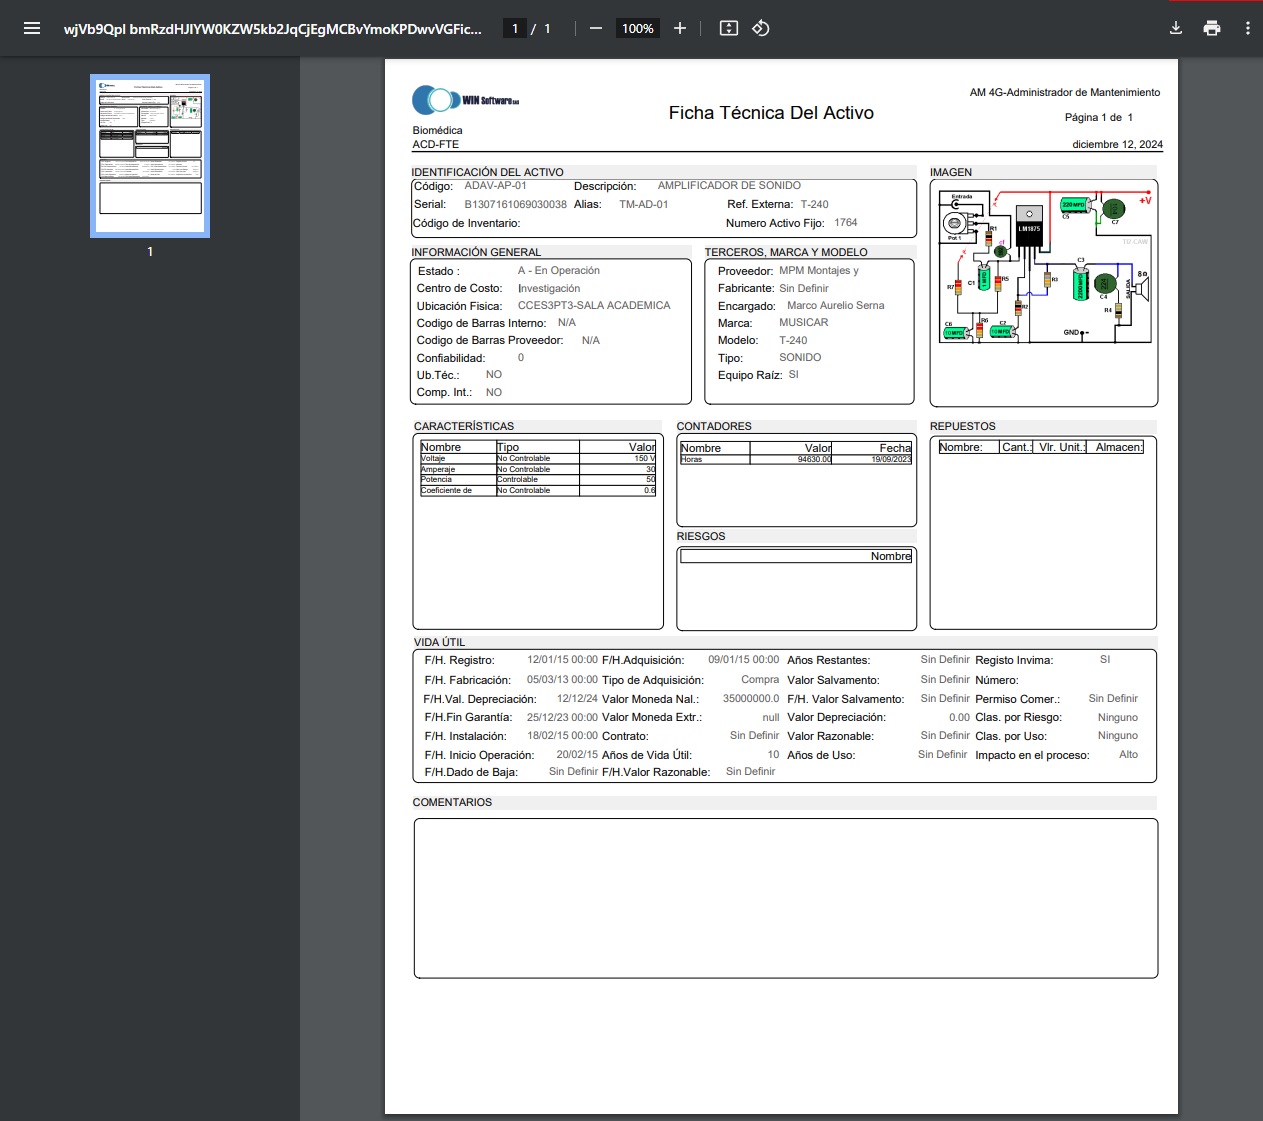 wjVb9QpI bmRzdHJlYW0KZW5kb2JqCjEgMCBvYmoKPDwvVGFic...
1 / 1
100%
1
WIN Software SAS
AM 4G-Administrador de Mantenimiento
Ficha Técnica Del Activo
Página 1 de 1
Biomédica
ACD-FTE
diciembre 12, 2024
IDENTIFICACIÓN DEL ACTIVO
Código: ADAV-AP-01 Descripción: AMPLIFICADOR DE SONIDO
Serial: B1307161069030038 Alias: TM-AD-01 Ref. Externa: T-240
Código de Inventario: Numero Activo Fijo: 1764
IMAGEN
Entrada
Pot 1
R1
LM1875
220 MFD
C5
C7
+V
TU CAW
cf
R7
C1
1 MFD
R5
R2
R3
C3
2200 MFD
224
C4
SALIDA
8Ω
R4
C6
10 MFD
R6
C2
10 MFD
GND
INFORMACIÓN GENERAL
Estado : A - En Operación
Centro de Costo: Investigación
Ubicación Física: CCES3PT3-SALA ACADEMICA
Codigo de Barras Interno: N/A
Codigo de Barras Proveedor: N/A
Confiabilidad: 0
Ub.Téc.: NO
Comp. Int.: NO
TERCEROS, MARCA Y MODELO
Proveedor: MPM Montajes y
Fabricante: Sin Definir
Encargado: Marco Aurelio Serna
Marca: MUSICAR
Modelo: T-240
Tipo: SONIDO
Equipo Raíz: SI
CARACTERÍSTICAS
Nombre Tipo Valor
Voltaje No Controlable 150 V
Amperaje No Controlable 30
Potencia Controlable 50
Coeficiente de No Controlable 0.6
CONTADORES
Nombre Valor Fecha
Horas 94630.00 19/09/2023
RIESGOS
Nombre
REPUESTOS
Nombre: Cant.: Vlr. Unit.: Almacen:
VIDA ÚTIL
F/H. Registro: 12/01/15 00:00 F/H.Adquisición: 09/01/15 00:00 Años Restantes: Sin Definir Registo Invima: SI
F/H. Fabricación: 05/03/13 00:00 Tipo de Adquisición: Compra Valor Salvamento: Sin Definir Número:
F/H.Val. Depreciación: 12/12/24 Valor Moneda Nal.: 35000000.0 F/H. Valor Salvamento: Sin Definir Permiso Comer.: Sin Definir
F/H.Fin Garantía: 25/12/23 00:00 Valor Moneda Extr.: null Valor Depreciación: 0.00 Clas. por Riesgo: Ninguno
F/H. Instalación: 18/02/15 00:00 Contrato: Sin Definir Valor Razonable: Sin Definir Clas. por Uso: Ninguno
F/H. Inicio Operación: 20/02/15 Años de Vida Útil: 10 Años de Uso: Sin Definir Impacto en el proceso: Alto
F/H.Dado de Baja: Sin Definir F/H.Valor Razonable: Sin Definir
COMENTARIOS